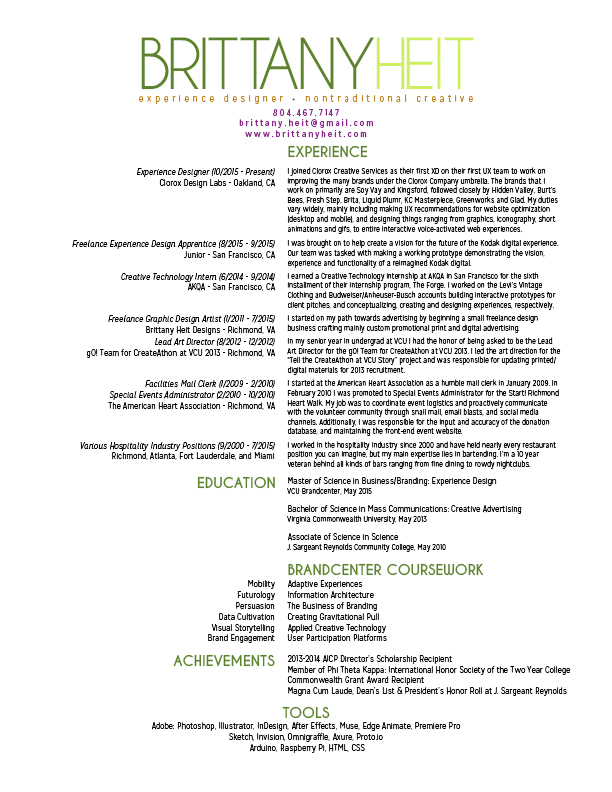 BRITTANYHEIT
experience designer • nontraditional creative
804.467.7147
brittany.heit@gmail.com
www.brittanyheit.com
EXPERIENCE
Experience Designer (10/2015 - Present)
Clorox Design Labs - Oakland, CA
I joined Clorox Creative Services as their first XD on their first UX team to work on
improving the many brands under the Clorox Company umbrella. The brands that I
work on primarily are Soy Vay and Kingsford, followed closely by Hidden Valley, Burt's
Bees, Fresh Step, Brita, Liquid Plumr, KC Masterpiece, Greenworks and Glad. My duties
vary widely, mainly including making UX recommendations for website optimization
(desktop and mobile), and designing things ranging from graphics, iconography, short
animations and gifs, to entire interactive voice-activated web experiences.
Freelance Experience Design Apprentice (8/2015 - 9/2015)
Junior - San Francisco, CA
I was brought on to help create a vision for the future of the Kodak digital experience.
Our team was tasked with making a working prototype demonstrating the vision,
experience and functionality of a reimagined Kodak digital.
Creative Technology Intern (6/2014 - 9/2014)
AKQA - San Francisco, CA
I earned a Creative Technology internship at AKQA in San Francisco for the sixth
installment of their internship program, The Forge. I worked on the Levi's Vintage
Clothing and Budweiser/Anheuser-Busch accounts building interactive prototypes for
client pitches, and conceptualizing, creating and designing experiences, respectively.
Freelance Graphic Design Artist (1/2011 - 7/2015)
Brittany Heit Designs - Richmond, VA
I started on my path towards advertising by beginning a small freelance design
business crafting mainly custom promotional print and digital advertising.
Lead Art Director (8/2012 - 12/2012)
gO! Team for CreateAthon at VCU 2013 - Richmond, VA
In my senior year in undergrad at VCU I had the honor of being asked to be the Lead
Art Director for the gO! Team for CreateAthon at VCU 2013. I led the art direction for the
"Tell the CreateAthon at VCU Story" project and was responsible for updating printed/
digital materials for 2013 recruitment.
Facilities Mail Clerk (1/2009 - 2/2010)
Special Events Administrator (2/2010 - 10/2010)
The American Heart Association - Richmond, VA
I started at the American Heart Association as a humble mail clerk in January 2009. In
February 2010 I was promoted to Special Events Administrator for the Start! Richmond
Heart Walk. My job was to coordinate event logistics and proactively communicate
with the volunteer community through snail mail, email blasts, and social media
channels. Additionally, I was responsible for the input and accuracy of the donation
database, and maintaining the front-end event website.
Various Hospitality Industry Positions (9/2000 - 7/2015)
Richmond, Atlanta, Fort Lauderdale, and Miami
I worked in the hospitality industry since 2000 and have held nearly every restaurant
position you can imagine, but my main expertise lies in bartending. I'm a 10 year
veteran behind all kinds of bars ranging from fine dining to rowdy nightclubs.
EDUCATION
Master of Science in Business/Branding: Experience Design
VCU Brandcenter, May 2015
Bachelor of Science in Mass Communications: Creative Advertising
Virginia Commonwealth University, May 2013
Associate of Science in Science
J. Sargeant Reynolds Community College, May 2010
BRANDCENTER COURSEWORK
Mobility Adaptive Experiences
Futurology Information Architecture
Persuasion The Business of Branding
Data Cultivation Creating Gravitational Pull
Visual Storytelling Applied Creative Technology
Brand Engagement User Participation Platforms
ACHIEVEMENTS
2013-2014 AICP Director's Scholarship Recipient
Member of Phi Theta Kappa: International Honor Society of the Two Year College
Commonwealth Grant Award Recipient
Magna Cum Laude, Dean's List & President's Honor Roll at J. Sargeant Reynolds
TOOLS
Adobe: Photoshop, Illustrator, InDesign, After Effects, Muse, Edge Animate, Premiere Pro
Sketch, Invision, Omnigraffle, Axure, Proto.io
Arduino, Raspberry Pi, HTML, CSS